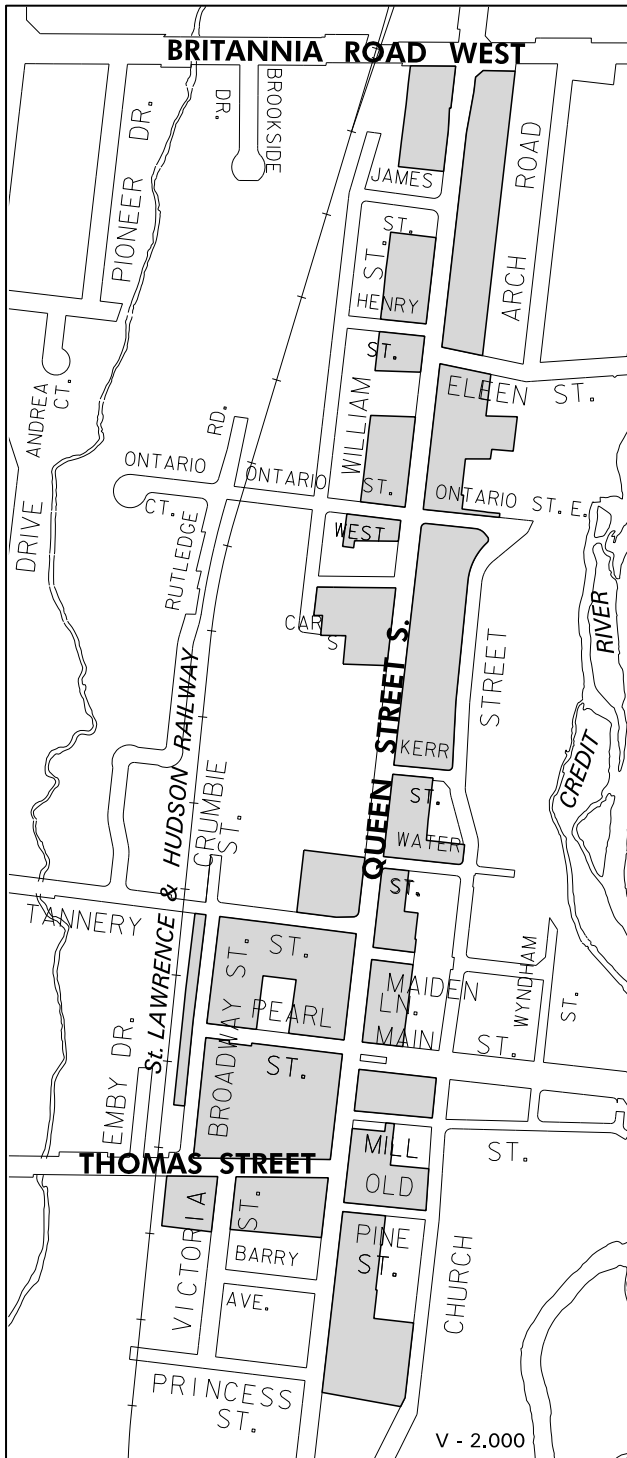 BRITANNIA ROAD WEST
BROOKSIDE
DR.
PIONEER DR.
ARCH ROAD
JAMES
ST.
HENRY
ST.
ST.
WILLIAM
ELLEN ST.
ANDREA
CT.
DRIVE
RD.
RUTLEDGE
ONTARIO
CT.
ONTARIO
ST.
WEST
ONTARIO ST. E.
CAR
S
QUEEN STREET S.
STREET
CHURCH
CREDIT
RIVER
KERR
ST.
WATER
ST.
CRUMBIE
ST.
St. LAWRENCE & HUDSON RAILWAY
TANNERY
ST.
BROADWAY ST.
PEARL
ST.
MAIDEN
LN.
MAIN
ST.
WYNDHAM
ST.
EMBY DR.
THOMAS STREET
MILL
ST.
OLD
PINE
ST.
VICTORIA
ST.
BARRY
AVE.
PRINCESS
ST.
V - 2.000